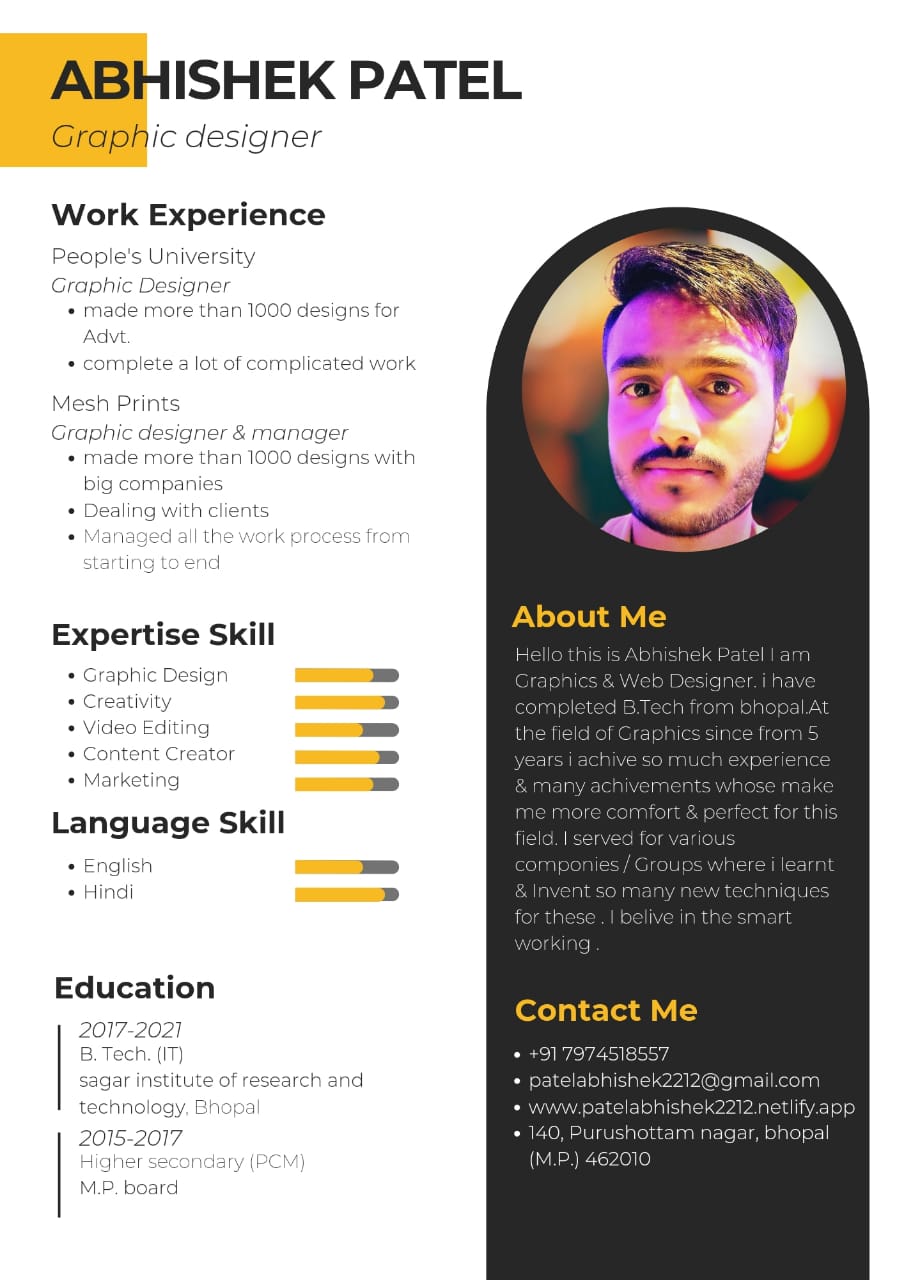 ABHISHEK PATEL
Graphic designer
Work Experience
People's University
Graphic Designer
made more than 1000 designs for
Advt.
complete a lot of complicated work
Mesh Prints
Graphic designer & manager
made more than 1000 designs with
big companies
Dealing with clients
Managed all the work process from
starting to end
Expertise Skill
Graphic Design
Creativity
Video Editing
Content Creator
Marketing
Language Skill
English
Hindi
Education
2017-2021
B. Tech. (IT)
sagar institute of research and
technology, Bhopal
2015-2017
Higher secondary (PCM)
M.P. board
About Me
Hello this is Abhishek Patel I am
Graphics & Web Designer. i have
completed B.Tech from bhopal.At
the field of Graphics since from 5
years i achive so much experience
& many achivements whose make
me more comfort & perfect for this
field. I served for various
componies / Groups where i learnt
& Invent so many new techniques
for these . I belive in the smart
working .
Contact Me
+91 7974518557
patelabhishek2212@gmail.com
www.patelabhishek2212.netlify.app
140, Purushottam nagar, bhopal
(M.P.) 462010